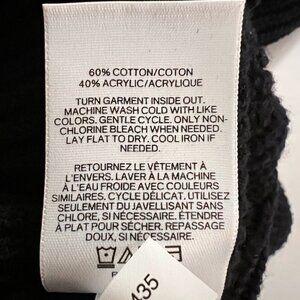 60% COTTON/COTON
40% ACRYLIC/ACRYLIQUE
TURN GARMENT INSIDE OUT.
MACHINE WASH COLD WITH LIKE
COLORS. GENTLE CYCLE. ONLY NON-
CHLORINE BLEACH WHEN NEEDED.
LAY FLAT TO DRY. COOL IRON IF
NEEDED.
RETOURNEZ LE VÊTEMENT À
L'ENVERS. LAVER À LA MACHINE
À L'EAU FROIDE AVEC COULEURS
SIMILAIRES. CYCLE DÉLICAT. UTILISEZ
SEULEMENT DU JAVELLISANT SANS
CHLORE, SI NÉCESSAIRE. ÉTENDRE
À PLAT POUR SÉCHER. REPASSAGE
DOUX, SI NÉCESSAIRE.
435